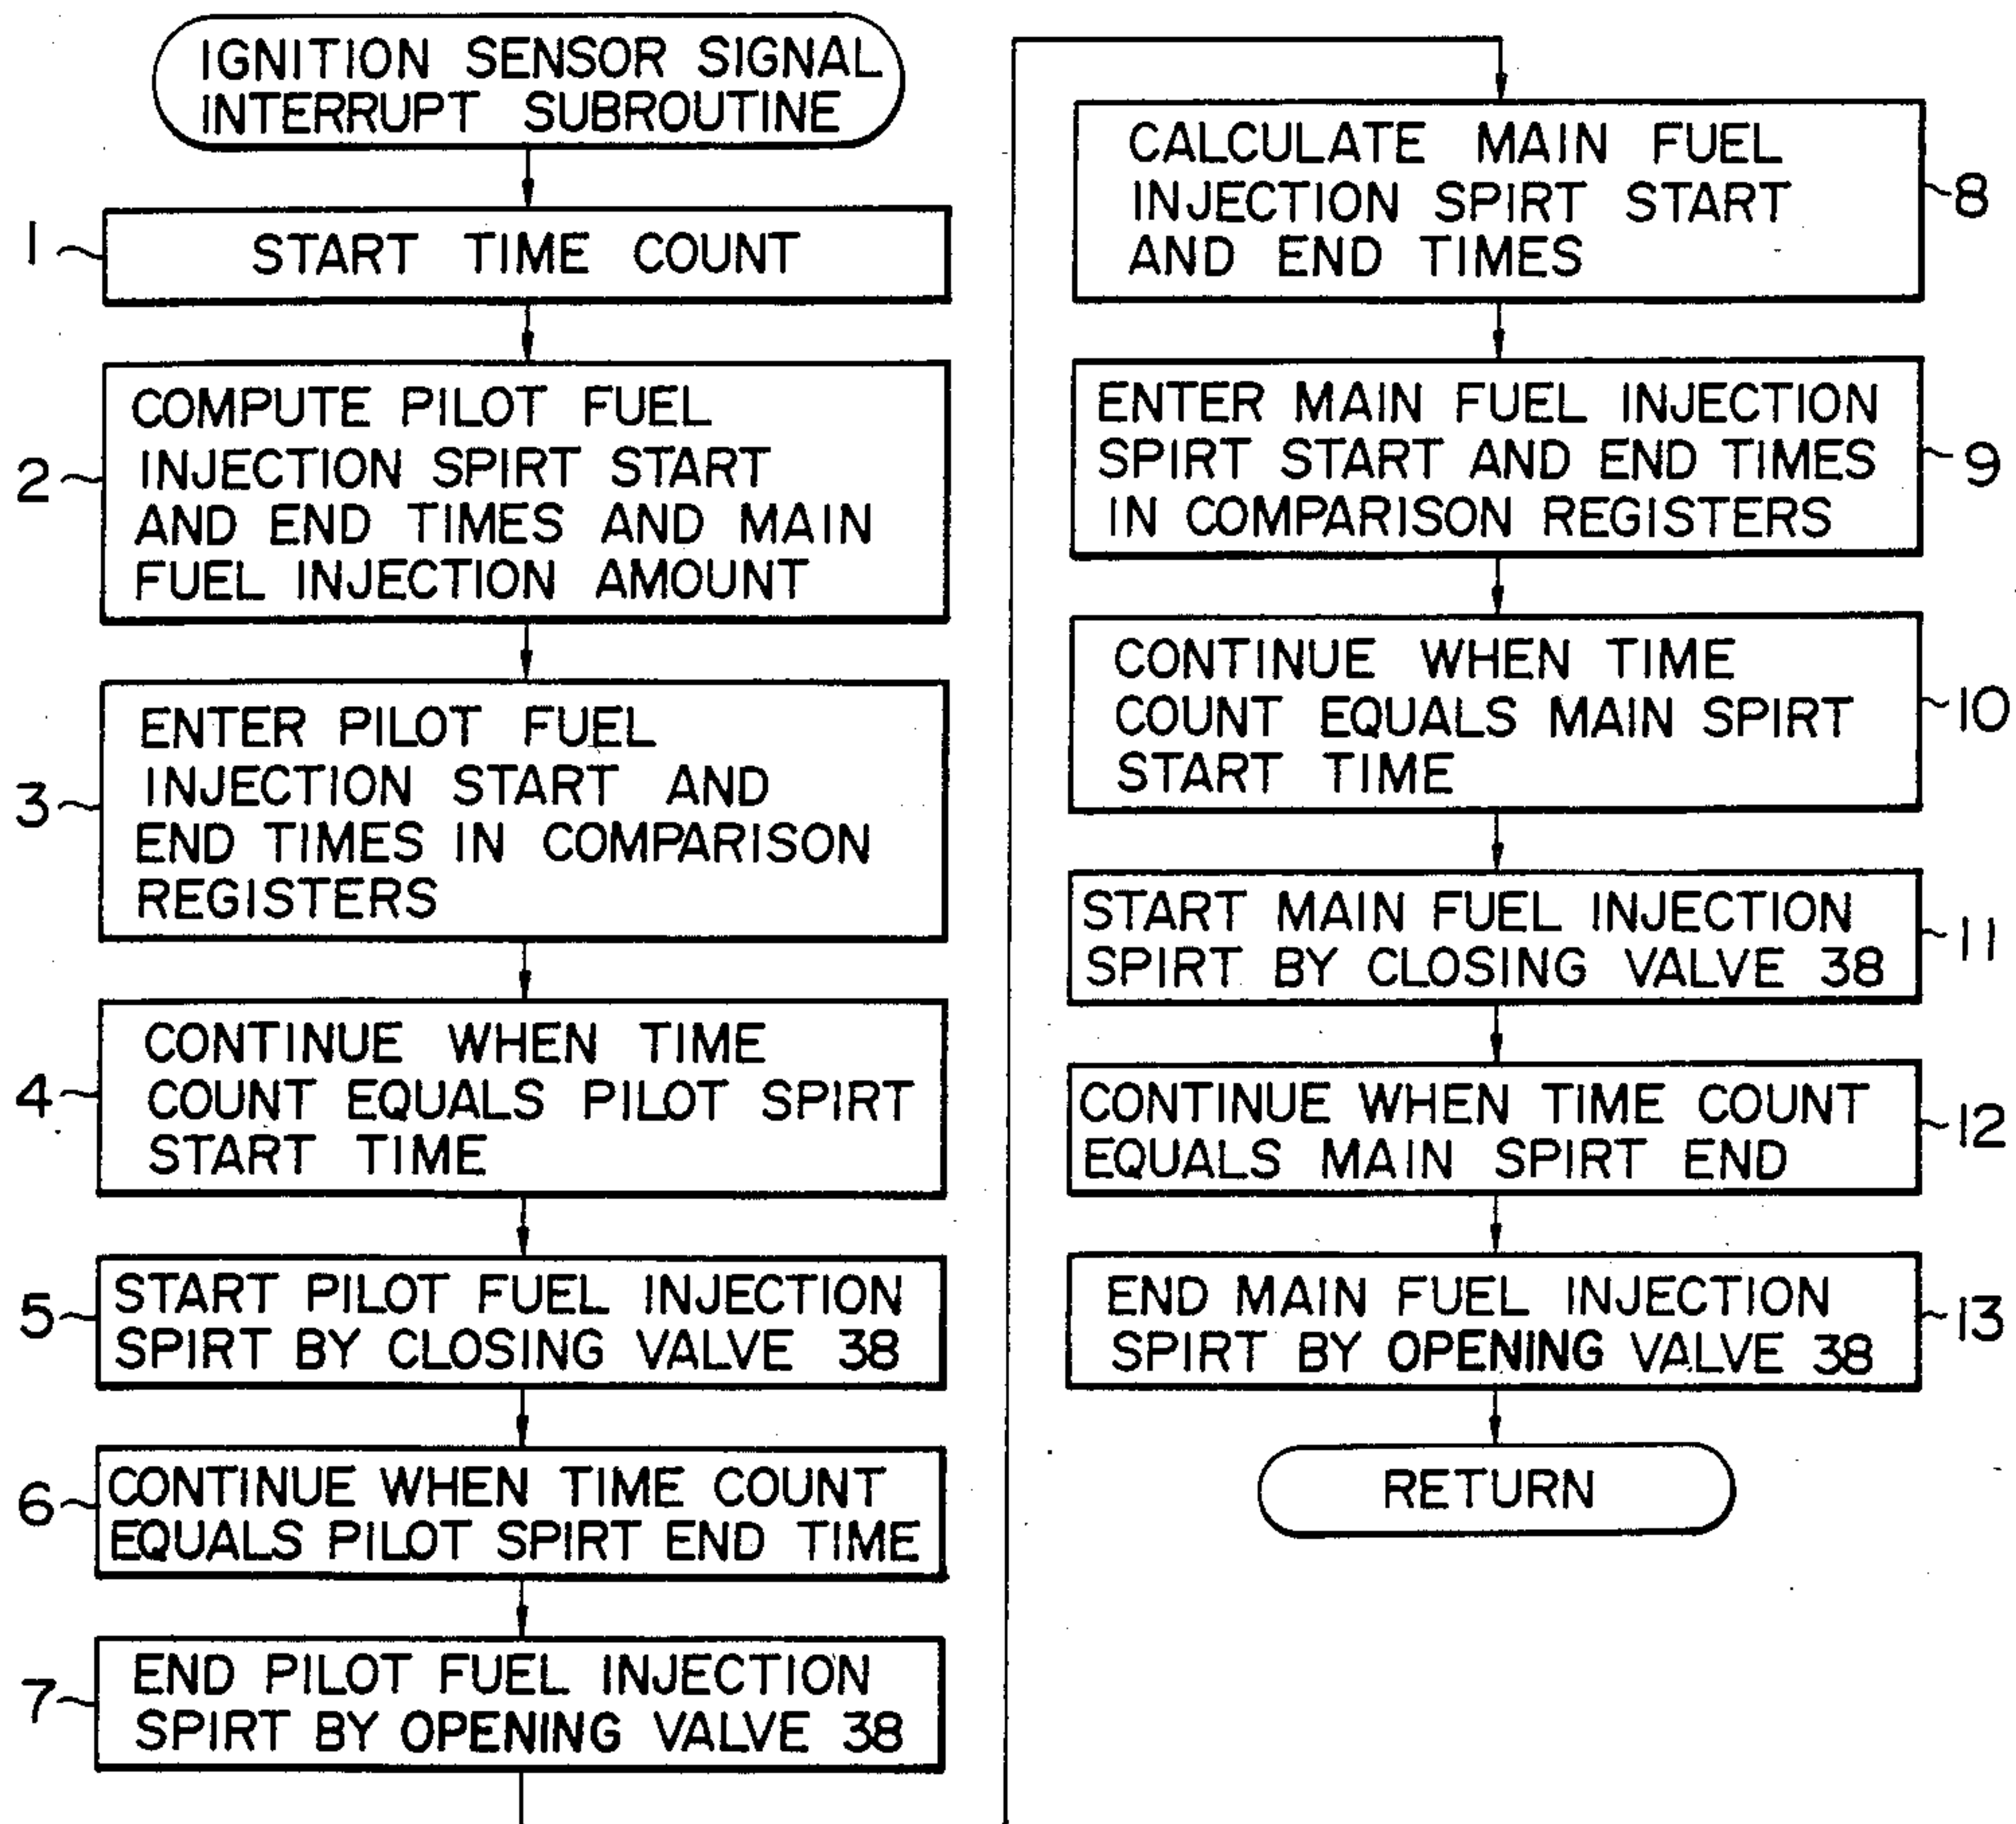 IGNITION SENSOR SIGNAL
INTERRUPT SUBROUTINE
1
START TIME COUNT
2
COMPUTE PILOT FUEL
INJECTION SPIRT START
AND END TIMES AND MAIN
FUEL INJECTION AMOUNT
3
ENTER PILOT FUEL
INJECTION START AND
END TIMES IN COMPARISON
REGISTERS
4
CONTINUE WHEN TIME
COUNT EQUALS PILOT SPIRT
START TIME
5
START PILOT FUEL INJECTION
SPIRT BY CLOSING VALVE 38
6
CONTINUE WHEN TIME COUNT
EQUALS PILOT SPIRT END TIME
7
END PILOT FUEL INJECTION
SPIRT BY OPENING VALVE 38
CALCULATE MAIN FUEL
INJECTION SPIRT START
AND END TIMES
8
ENTER MAIN FUEL INJECTION
SPIRT START AND END TIMES
IN COMPARISON REGISTERS
9
CONTINUE WHEN TIME
COUNT EQUALS MAIN SPIRT
START TIME
10
START MAIN FUEL INJECTION
SPIRT BY CLOSING VALVE 38
11
CONTINUE WHEN TIME COUNT
EQUALS MAIN SPIRT END
12
END MAIN FUEL INJECTION
SPIRT BY OPENING VALVE 38
13
RETURN